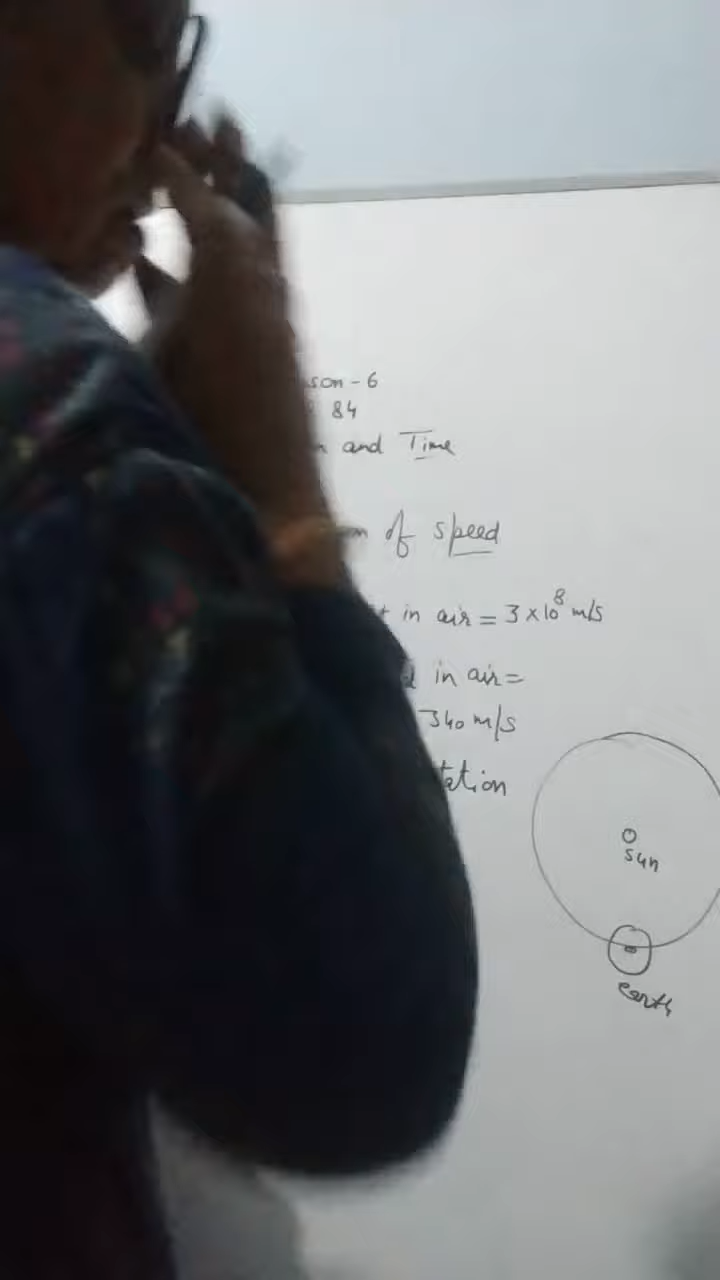 son-6
84
and Time
of speed
in air = 3 x 10⁸ m/s
in air =
340 m/s
tation
sun
earth